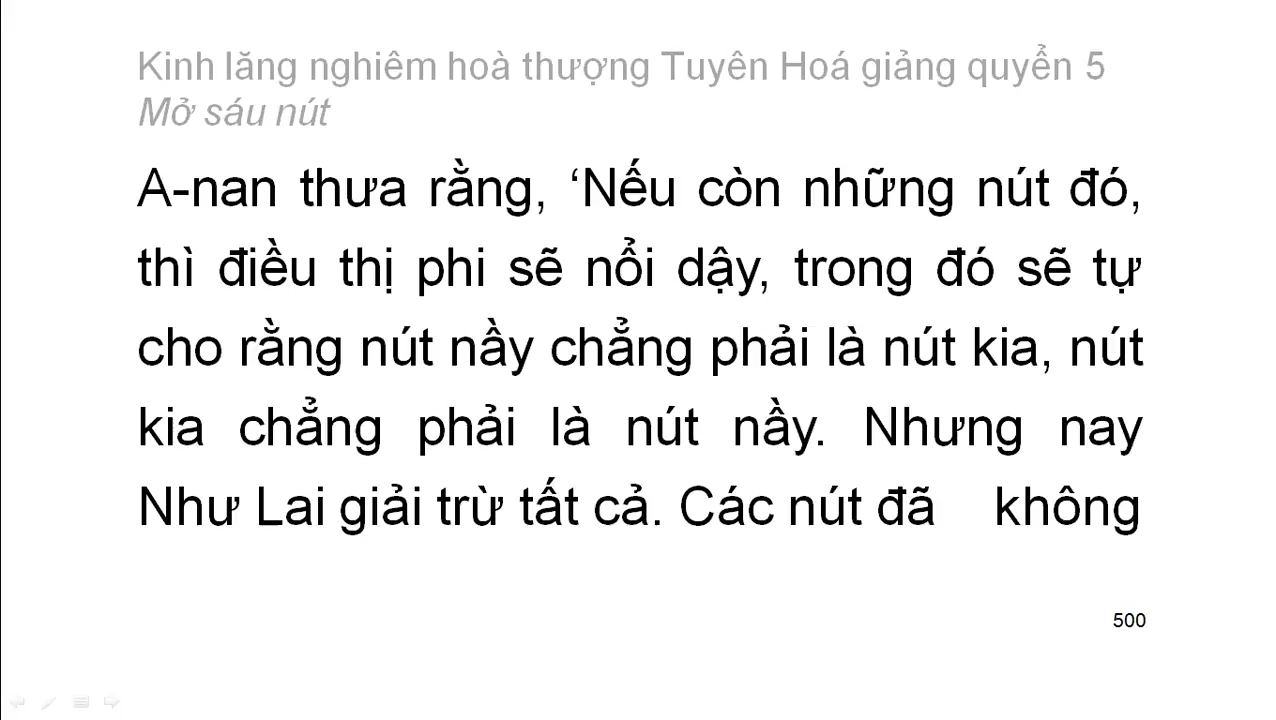 Kinh lăng nghiêm hoà thượng Tuyên Hoá giảng quyển 5
Mở sáu nút
A-nan thưa rằng, ‘Nếu còn những nút đó,
thì điều thị phi sẽ nổi dậy, trong đó sẽ tự
cho rằng nút nầy chẳng phải là nút kia, nút
kia chẳng phải là nút nầy. Nhưng nay
Như Lai giải trừ tất cả. Các nút đã không
500